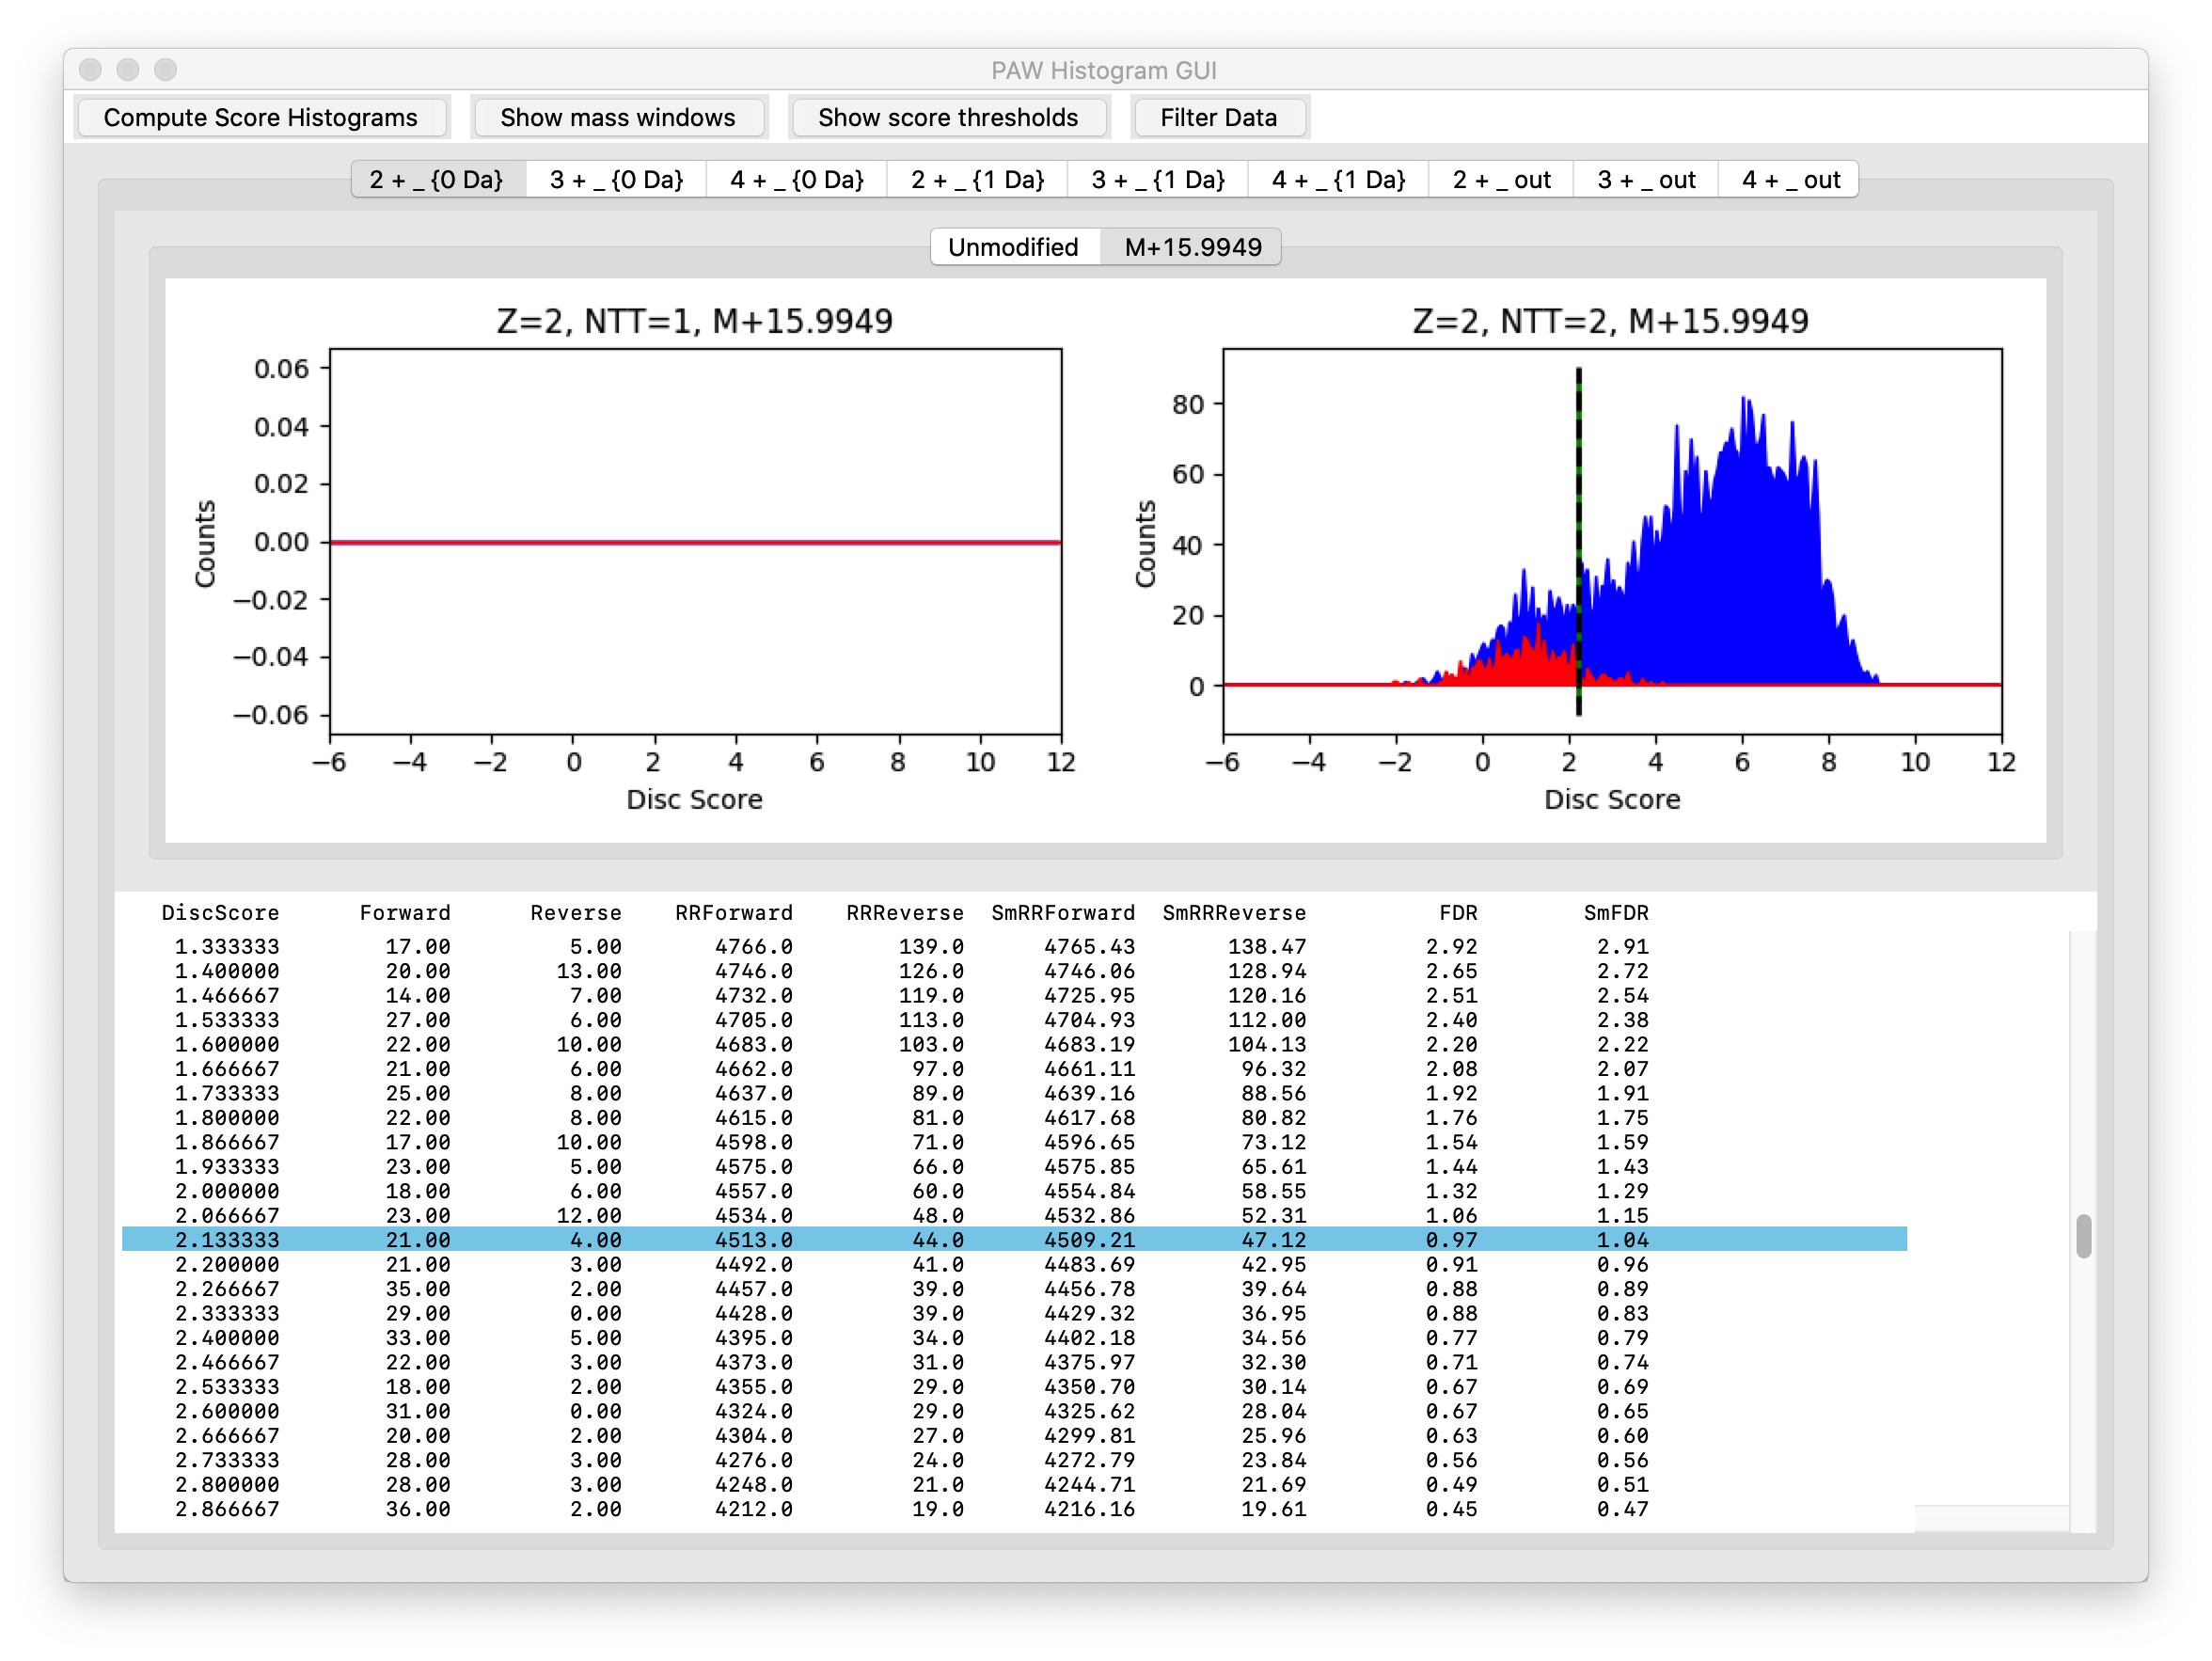 PAW Histogram GUI
Compute Score Histograms Show mass windows Show score thresholds Filter Data
2 + _ {0 Da} 3 + _ {0 Da} 4 + _ {0 Da} 2 + _ {1 Da} 3 + _ {1 Da} 4 + _ {1 Da} 2 + _ out 3 + _ out 4 + _ out
Unmodified M+15.9949
Z=2, NTT=1, M+15.9949
0.06
0.04
0.02
0.00
−0.02
−0.04
−0.06
Counts
−6 −4 −2 0 2 4 6 8 10 12
Disc Score
Z=2, NTT=2, M+15.9949
80
60
40
20
0
Counts
−6 −4 −2 0 2 4 6 8 10 12
Disc Score
DiscScore Forward Reverse RRForward RRReverse SmRRForward SmRRReverse FDR SmFDR
1.333333 17.00 5.00 4766.0 139.0 4765.43 138.47 2.92 2.91
1.400000 20.00 13.00 4746.0 126.0 4746.06 128.94 2.65 2.72
1.466667 14.00 7.00 4732.0 119.0 4725.95 120.16 2.51 2.54
1.533333 27.00 6.00 4705.0 113.0 4704.93 112.00 2.40 2.38
1.600000 22.00 10.00 4683.0 103.0 4683.19 104.13 2.20 2.22
1.666667 21.00 6.00 4662.0 97.0 4661.11 96.32 2.08 2.07
1.733333 25.00 8.00 4637.0 89.0 4639.16 88.56 1.92 1.91
1.800000 22.00 8.00 4615.0 81.0 4617.68 80.82 1.76 1.75
1.866667 17.00 10.00 4598.0 71.0 4596.65 73.12 1.54 1.59
1.933333 23.00 5.00 4575.0 66.0 4575.85 65.61 1.44 1.43
2.000000 18.00 6.00 4557.0 60.0 4554.84 58.55 1.32 1.29
2.066667 23.00 12.00 4534.0 48.0 4532.86 52.31 1.06 1.15
2.133333 21.00 4.00 4513.0 44.0 4509.21 47.12 0.97 1.04
2.200000 21.00 3.00 4492.0 41.0 4483.69 42.95 0.91 0.96
2.266667 35.00 2.00 4457.0 39.0 4456.78 39.64 0.88 0.89
2.333333 29.00 0.00 4428.0 39.0 4429.32 36.95 0.88 0.83
2.400000 33.00 5.00 4395.0 34.0 4402.18 34.56 0.77 0.79
2.466667 22.00 3.00 4373.0 31.0 4375.97 32.30 0.71 0.74
2.533333 18.00 2.00 4355.0 29.0 4350.70 30.14 0.67 0.69
2.600000 31.00 0.00 4324.0 29.0 4325.62 28.04 0.67 0.65
2.666667 20.00 2.00 4304.0 27.0 4299.81 25.96 0.63 0.60
2.733333 28.00 3.00 4276.0 24.0 4272.79 23.84 0.56 0.56
2.800000 28.00 3.00 4248.0 21.0 4244.71 21.69 0.49 0.51
2.866667 36.00 2.00 4212.0 19.0 4216.16 19.61 0.45 0.47